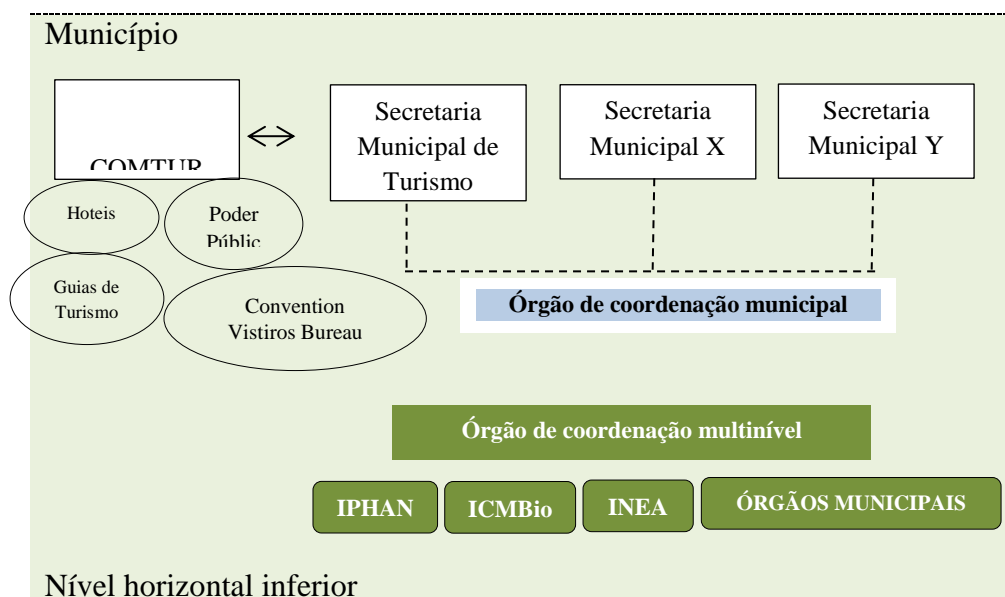 Município
COMTUR
Secretaria
Municipal de
Turismo
Secretaria
Municipal X
Secretaria
Municipal Y
Hoteis
Poder
Públic
Guias de
Turismo
Convention
Vistiros Bureau
Órgão de coordenação municipal
Órgão de coordenação multinível
IPHAN
ICMBio
INEA
ÓRGÃOS MUNICIPAIS
Nível horizontal inferior